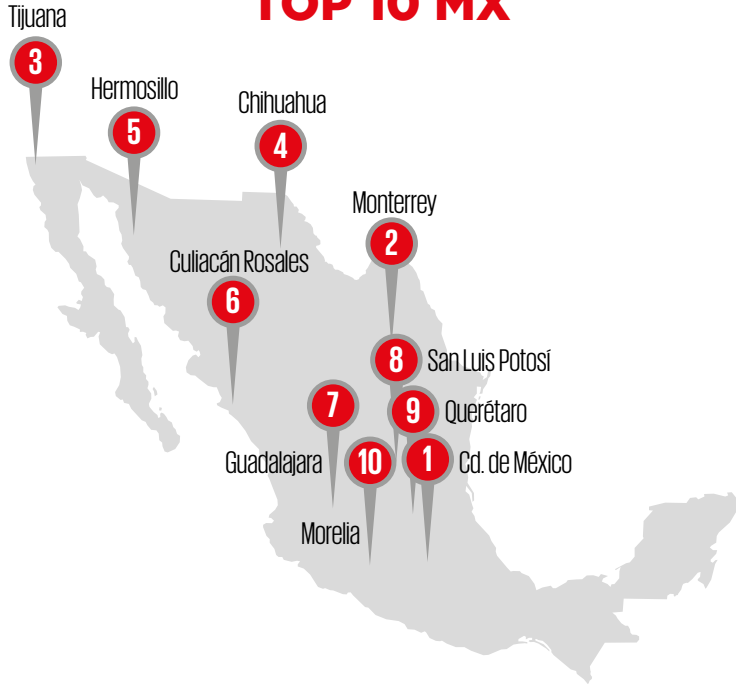 TOP 10 MX
Tijuana
3
Hermosillo
5
Chihuahua
4
Monterrey
2
Culiacán Rosales
6
8
San Luis Potosí
7
9
Querétaro
Guadalajara
10
1
Cd. de México
Morelia